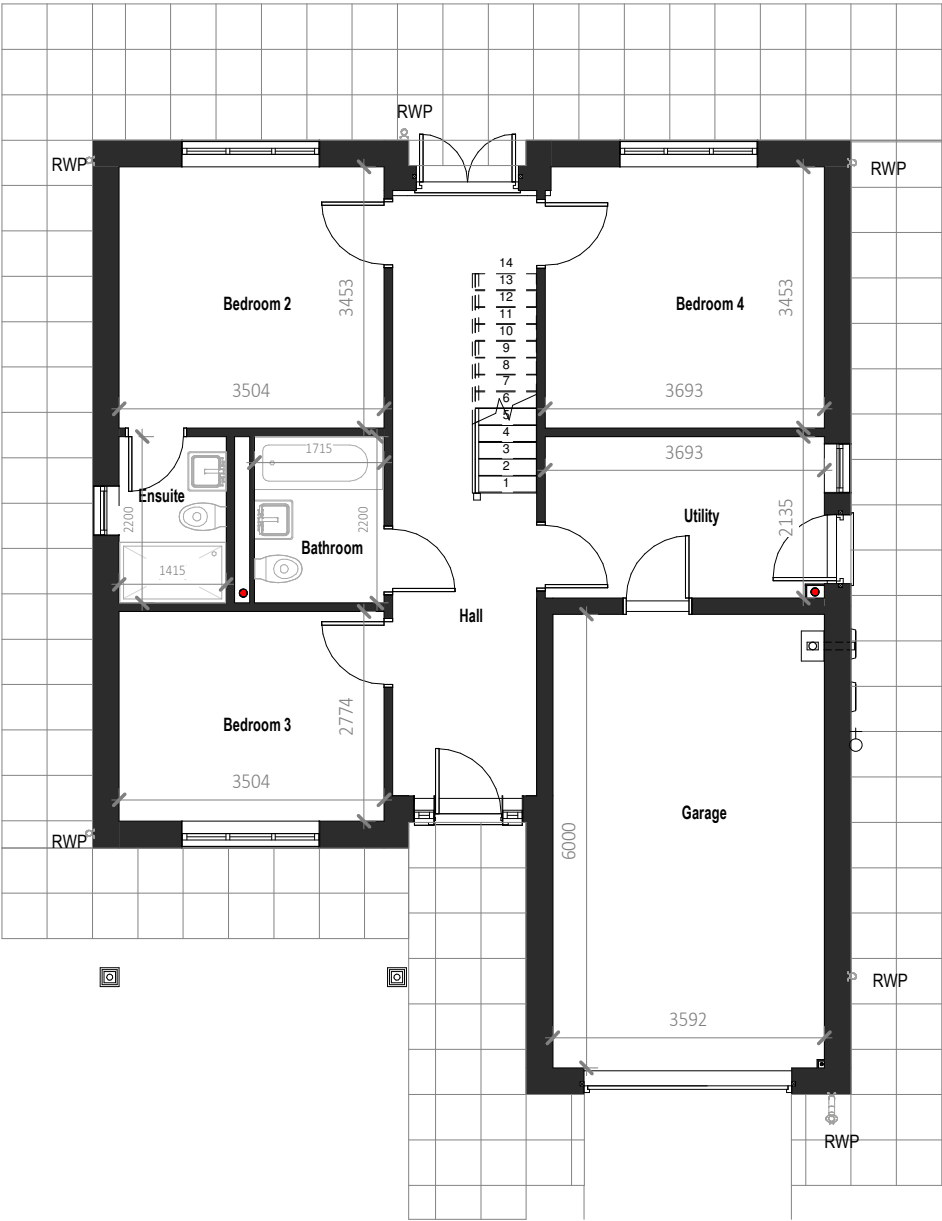 RWP
RWP
RWP
14
13
12
11
10
9
8
7
6
5
4
3
2
1
Bedroom 2
3453
3504
Bedroom 4
3453
3693
1715
3693
Ensuite
2200
1415
2200
Bathroom
Utility
2135
Hall
Bedroom 3
2774
3504
RWP
Garage
6000
3592
RWP
RWP